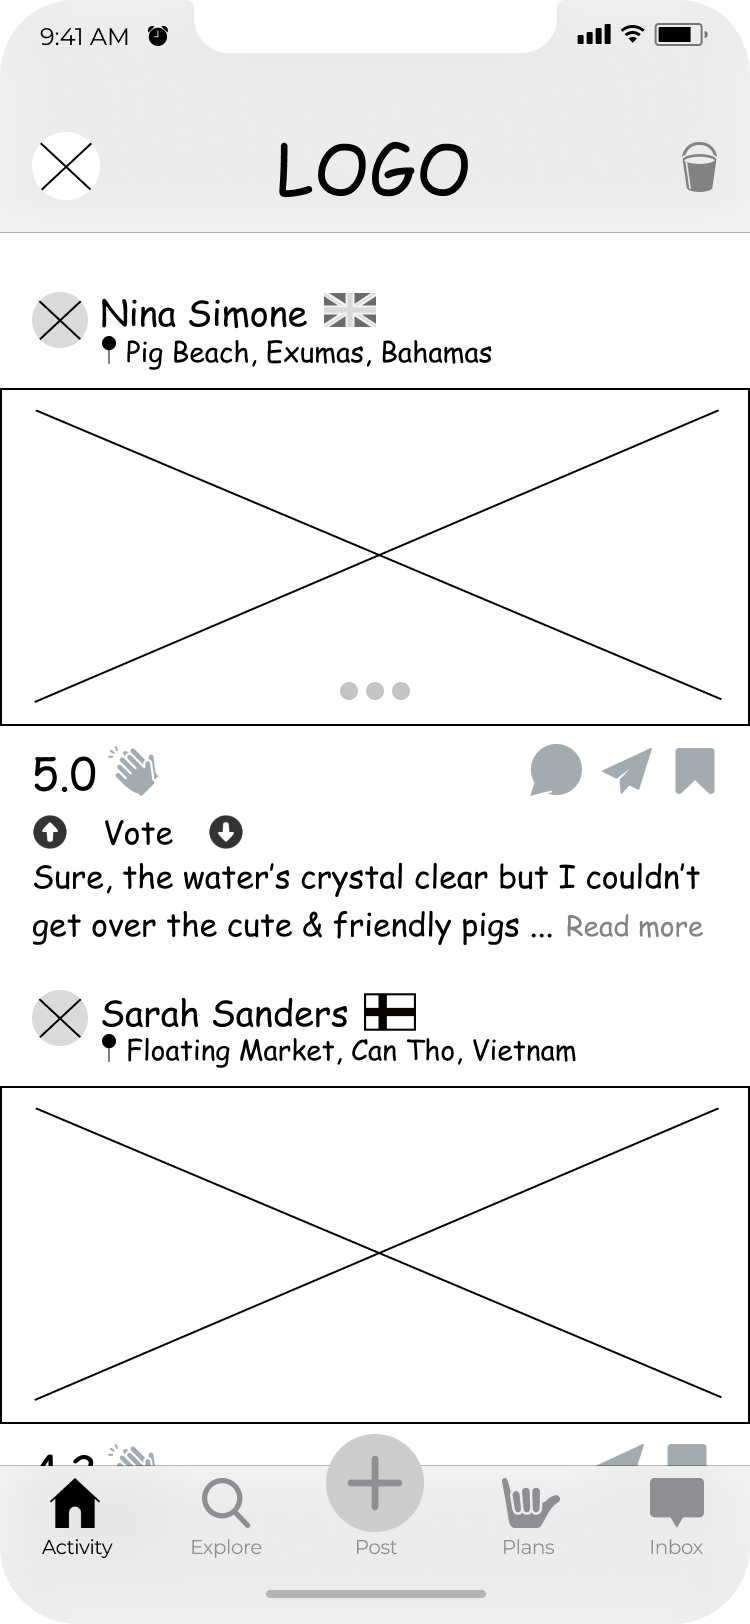 9:41 AM
LOGO
Nina Simone
Pig Beach, Exumas, Bahamas
5.0
Vote
Sure, the water's crystal clear but I couldn't
get over the cute & friendly pigs ... Read more
Sarah Sanders
Floating Market, Can Tho, Vietnam
Activity
Explore
Post
Plans
Inbox